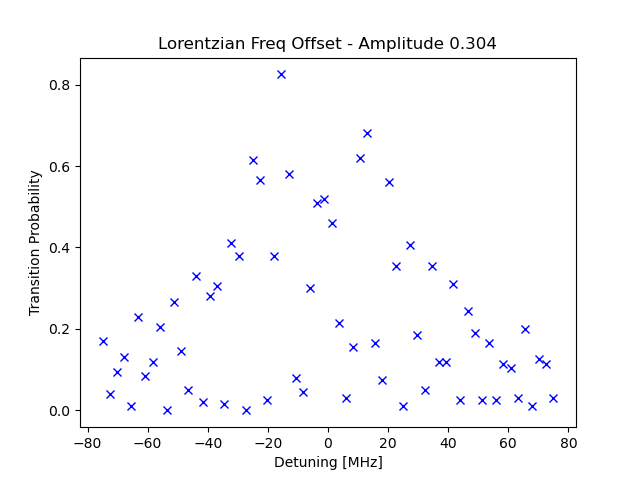 Lorentzian Freq Offset - Amplitude 0.304
0.8
0.6
0.4
0.2
0.0
Transition Probability
−80 −60 −40 −20 0 20 40 60 80
Detuning [MHz]